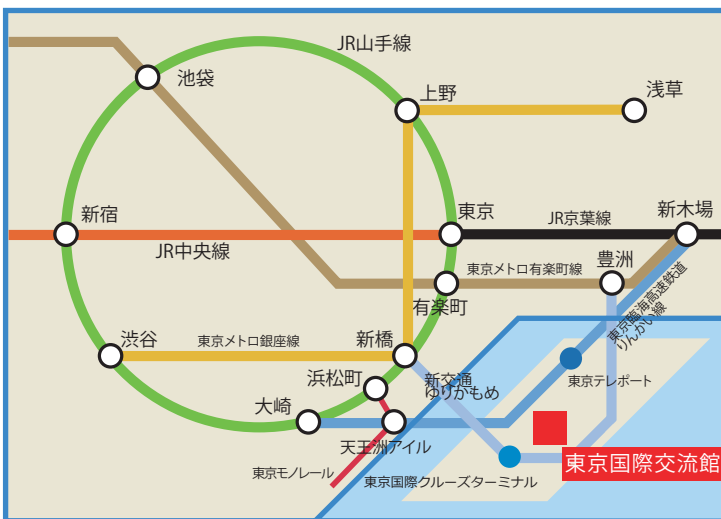 JR山手線
池袋
上野
浅草
新宿
東京
JR京葉線
新木場
JR中央線
東京メトロ有楽町線
豊洲
有楽町
東京臨海高速鉄道
りんかい線
渋谷
東京メトロ銀座線
新橋
浜松町
新交通
ゆりかもめ
東京テレポート
大崎
天王洲アイル
東京モノレール
東京国際クルーズターミナル
東京国際交流館